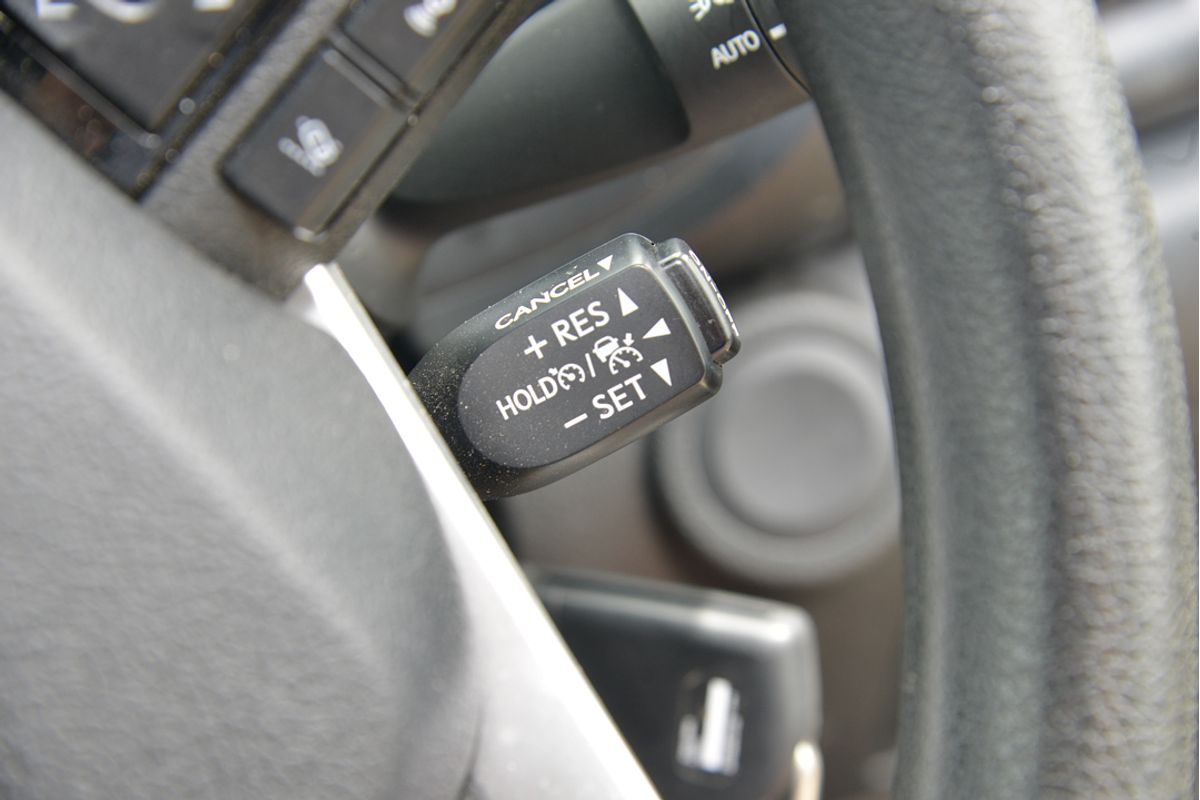 AUTO
CANCEL
+ RES
HOLD /
- SET